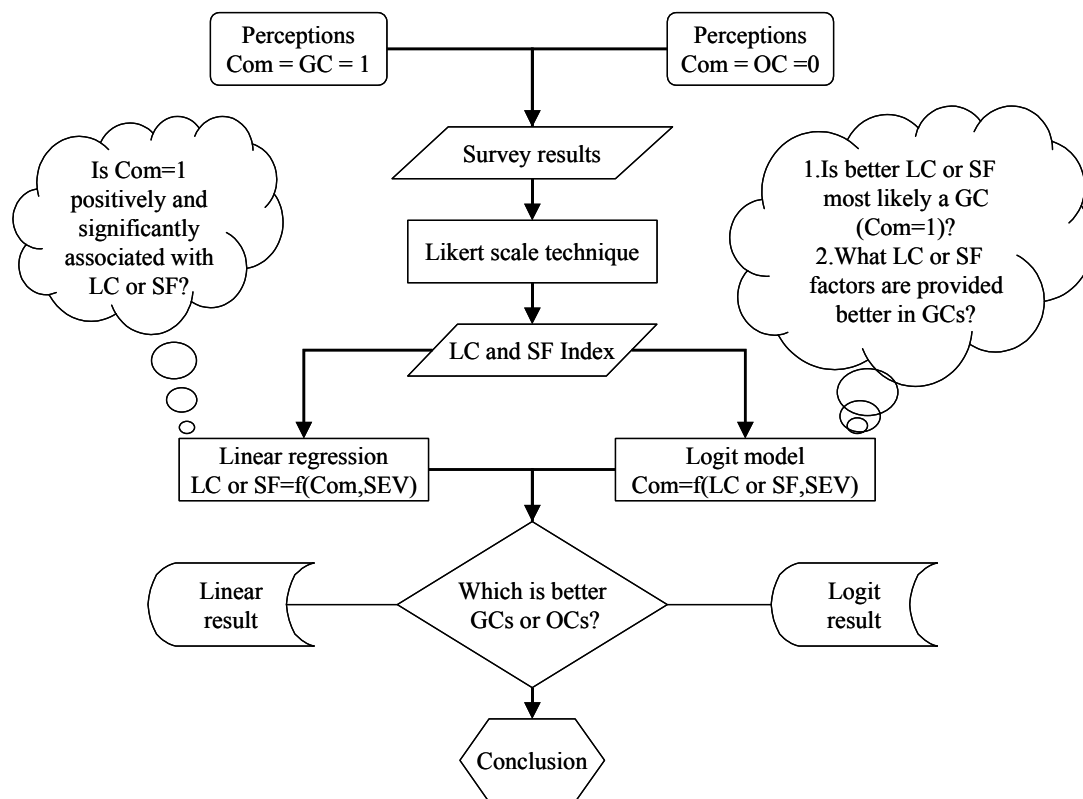 Perceptions
Com = GC = 1
Perceptions
Com = OC =0
Survey results
Is Com=1
positively and
significantly
associated with
LC or SF?
1.Is better LC or SF
most likely a GC
(Com=1)?
2.What LC or SF
factors are provided
better in GCs?
Likert scale technique
LC and SF Index
Linear regression
LC or SF=f(Com,SEV)
Logit model
Com=f(LC or SF,SEV)
Linear
result
Which is better
GCs or OCs?
Logit
result
Conclusion